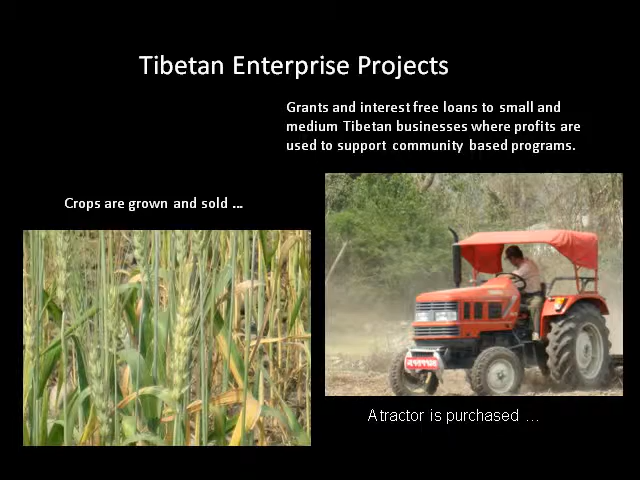 Tibetan Enterprise Projects
Grants and interest free loans to small and
medium Tibetan businesses where profits are
used to support community based programs.
Crops are grown and sold ...
A tractor is purchased ...